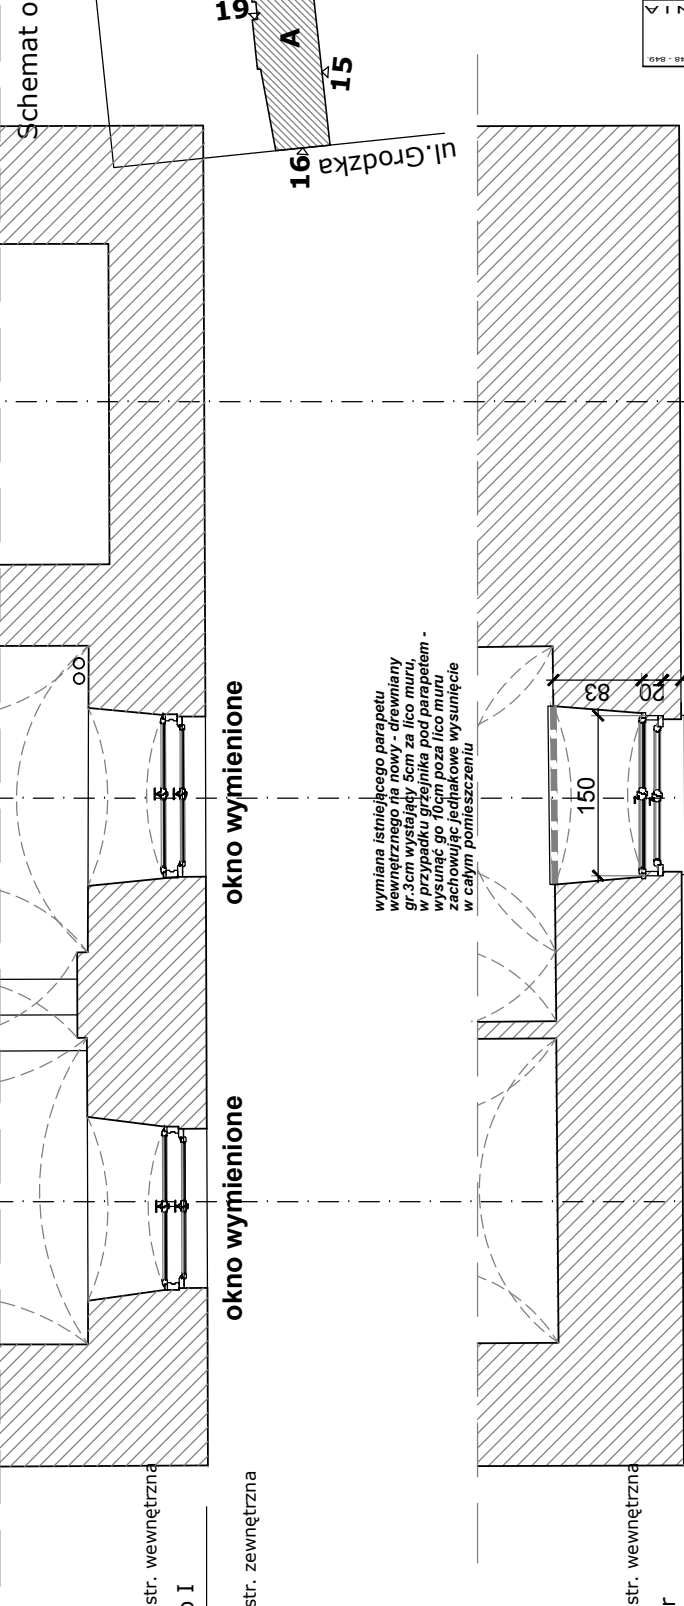 Schemat o
19
A
15
16
ul.Grodzka
okno wymienione
okno wymienione
wymiana istniejącego parapetu
wewnętrznego na nowy - drewniany
gr.3cm wystający 5cm za lico muru,
w przypadku grzejnika pod parapetem -
wysunąć go 10cm poza lico muru
zachowując jednakowe wysunięcie
w całym pomieszczeniu
83
20
150
str. wewnętrzna
I
str. zewnętrzna
str. wewnętrzna